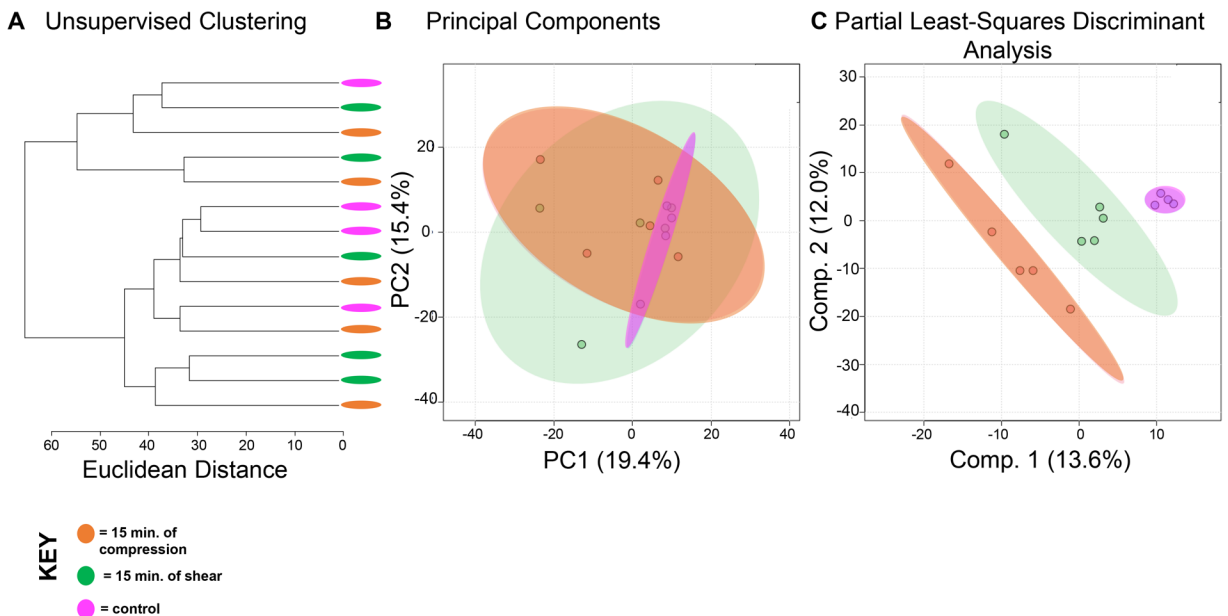 A Unsupervised Clustering
60 50 40 30 20 10 0
Euclidean Distance
B Principal Components
20
0
-20
-40
PC2 (15.4%)
-40 -20 0 20 40
PC1 (19.4%)
C Partial Least-Squares Discriminant
Analysis
30
20
10
0
-10
-20
-30
-40
Comp. 2 (12.0%)
-20 -10 0 10
Comp. 1 (13.6%)
KEY
= 15 min. of
compression
= 15 min. of shear
= control